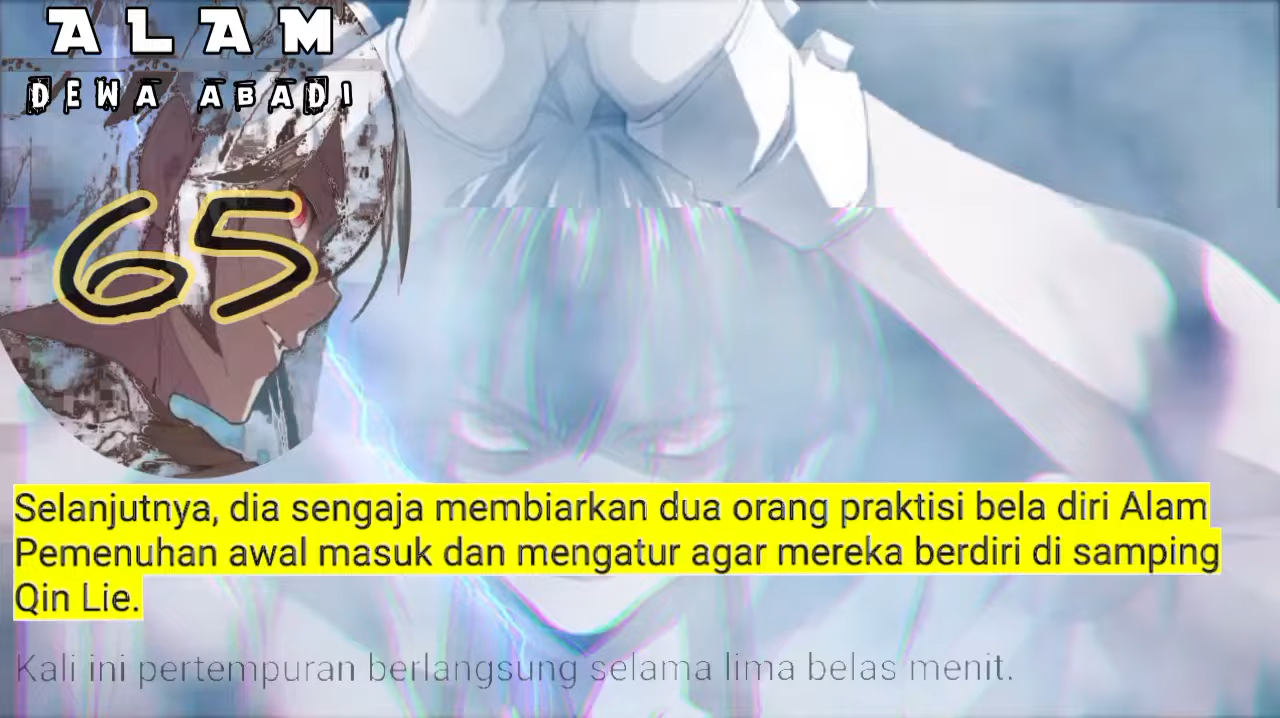 ALAM
DEWA ABADI
65
Selanjutnya, dia sengaja membiarkan dua orang praktisi bela diri Alam
Pemenuhan awal masuk dan mengatur agar mereka berdiri di samping
Qin Lie.
Kali ini pertempuran berlangsung selama lima belas menit.